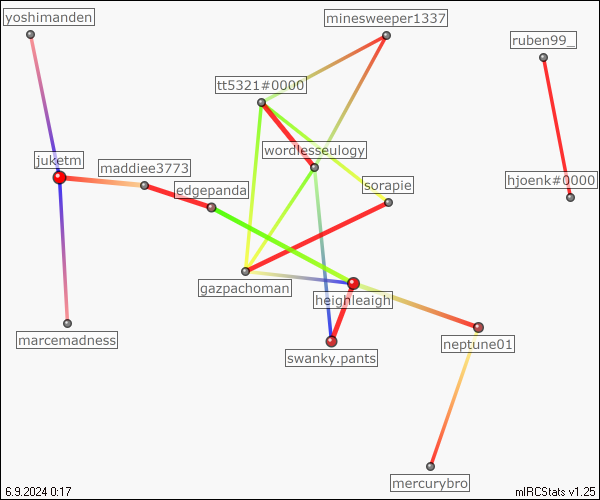 yoshimanden
minesweeper1337
ruben99_
tt5321#0000
wordlesseulogy
juketm
maddiee3773
edgepanda
sorapie
hjoenk#0000
gazpachoman
heighleaigh
marcemadness
swanky.pants
neptune01
mercurybro
6.9.2024 0:17
mIRCStats v1.25